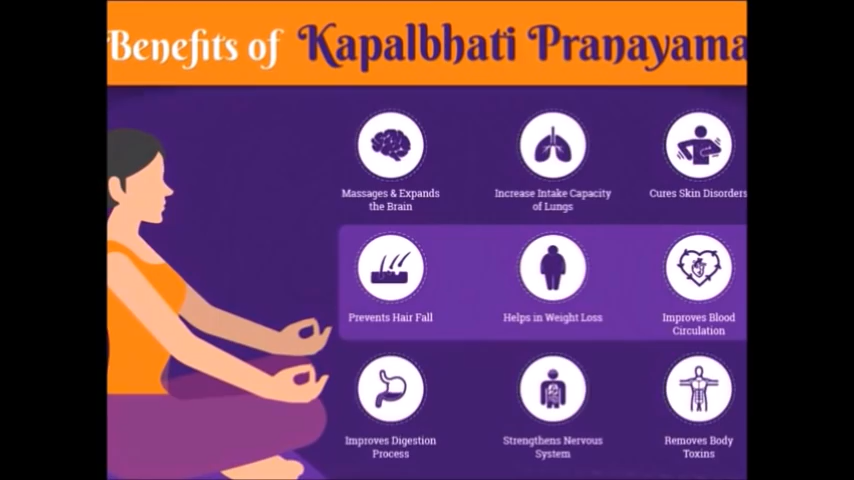 Benefits of Kapalbhati Pranayama
Massages & Expands
the Brain
Increase Intake Capacity
of Lungs
Cures Skin Disorders
Prevents Hair Fall
Helps in Weight Loss
Improves Blood
Circulation
Improves Digestion
Process
Strengthens Nervous
System
Removes Body
Toxins